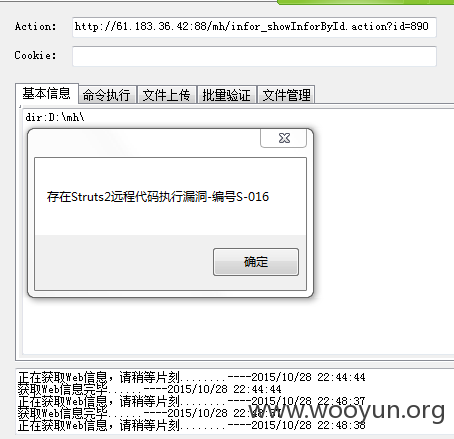 Action: http://61.183.36.42:88/mh/infor_showInforById.action?id=890
Cookie:
基本信息 命令执行 文件上传 批量验证 文件管理
dir:D:\mh\
存在Struts2远程代码执行漏洞-编号S-016
确定
正在获取Web信息，请稍等片刻........----2015/10/28 22:44:44
获取Web信息完毕......----2015/10/28 22:44:44
正在获取Web信息，请稍等片刻........----2015/10/28 22:48:37
获取Web信息完毕......----2015/10/28 22:48:37
正在获取Web信息，请稍等片刻........----2015/10/28 22:48:38
www.wooyun.org